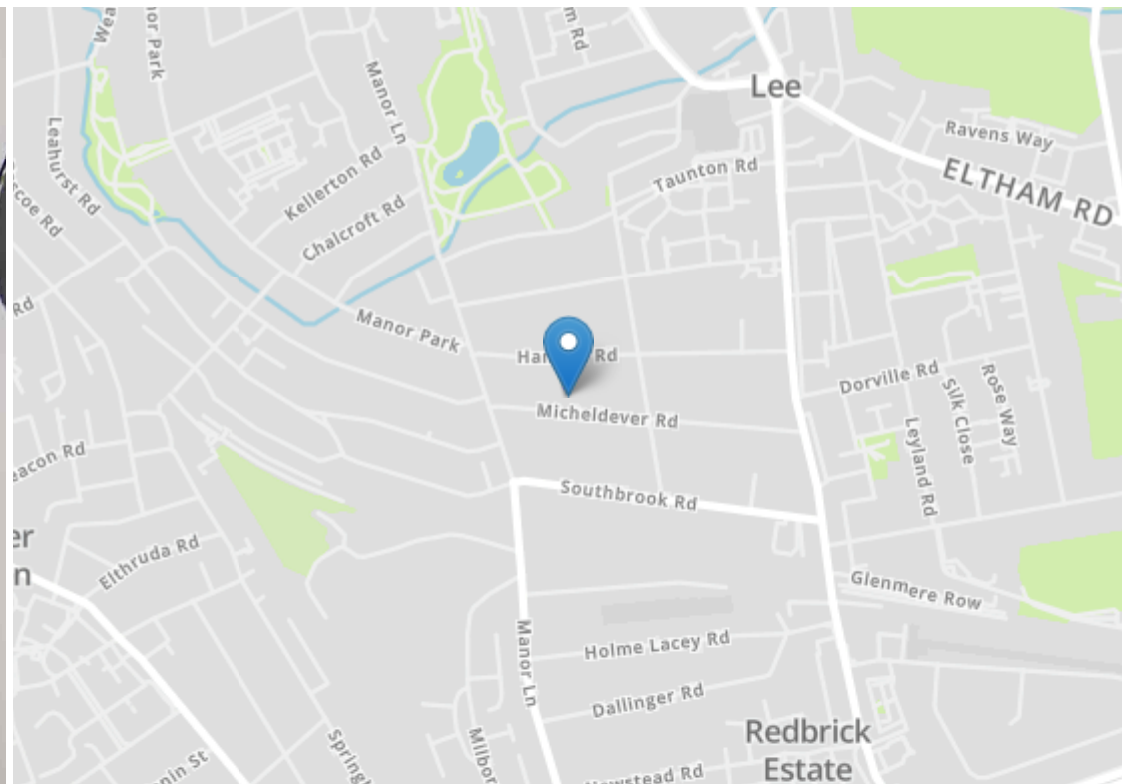 Manor Ln
Lee
Leahurst Rd
Kellerton Rd
Chalcroft Rd
Taunton Rd
Ravens Way
ELTHAM RD
Rd
Manor Park
Rd
Micheldever Rd
Dorville Rd
Silk Close
Rose Way
Leyland Rd
Southbrook Rd
Elthruda Rd
Glenmere Row
Manor Ln
Holme Lacey Rd
Dallinger Rd
Redbrick
Estate